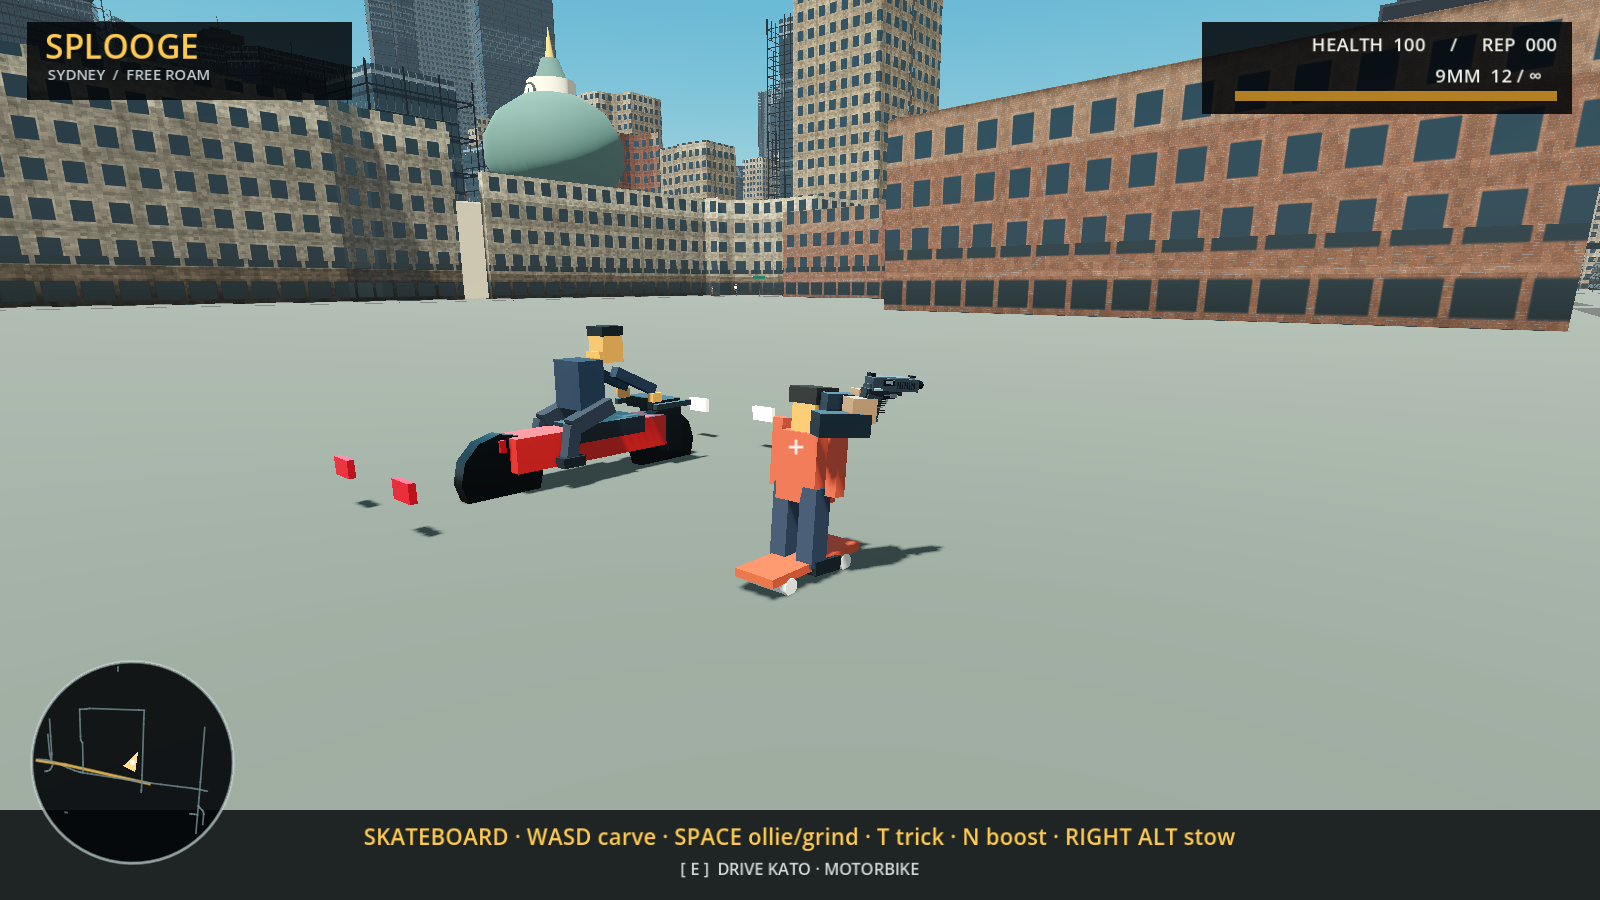 SPLOOGE
SYDNEY / FREE ROAM
HEALTH 100 / REP 000
9MM 12 / ∞
SKATEBOARD · WASD carve · SPACE ollie/grind · T trick · N boost · RIGHT ALT stow
[ E ] DRIVE KATO · MOTORBIKE